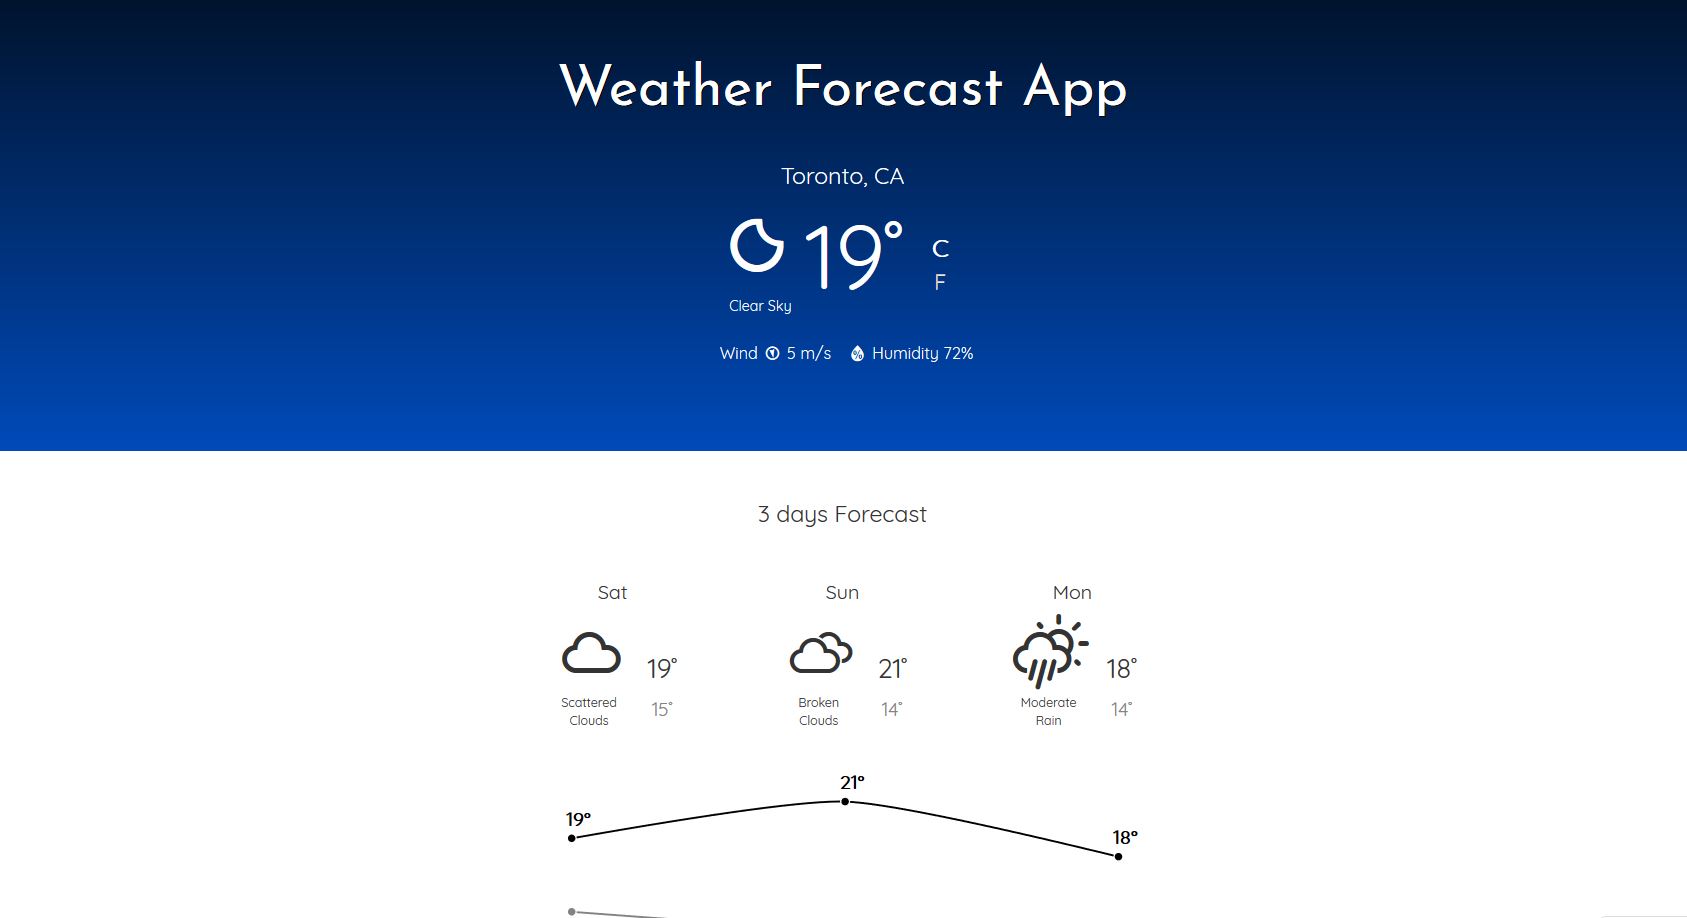 Weather Forecast App
Toronto, CA
19°
C
F
Clear Sky
Wind 5 m/s % Humidity 72%
3 days Forecast
Sat
19°
Scattered
Clouds
15°
Sun
21°
Broken
Clouds
14°
Mon
18°
Moderate
Rain
14°
19°
21°
18°